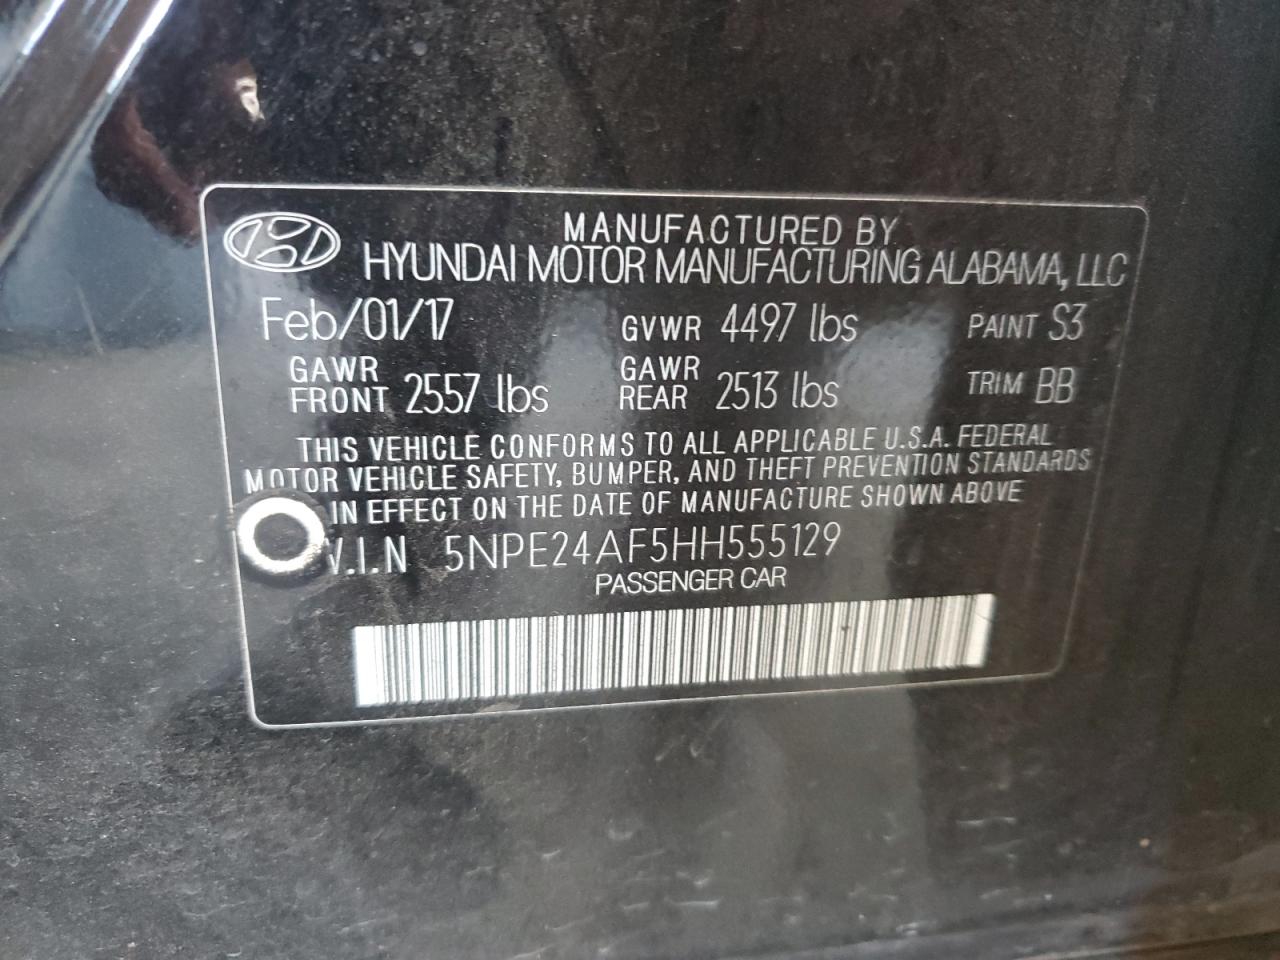 MANUFACTURED BY
HYUNDAI MOTOR MANUFACTURING ALABAMA, LLC
Feb/01/17 GVWR 4497 lbs PAINT S3
GAWR FRONT 2557 lbs GAWR REAR 2513 lbs TRIM BB
THIS VEHICLE CONFORMS TO ALL APPLICABLE U.S.A. FEDERAL
MOTOR VEHICLE SAFETY, BUMPER, AND THEFT PREVENTION STANDARDS
IN EFFECT ON THE DATE OF MANUFACTURE SHOWN ABOVE
V.I.N 5NPE24AF5HH555129
PASSENGER CAR